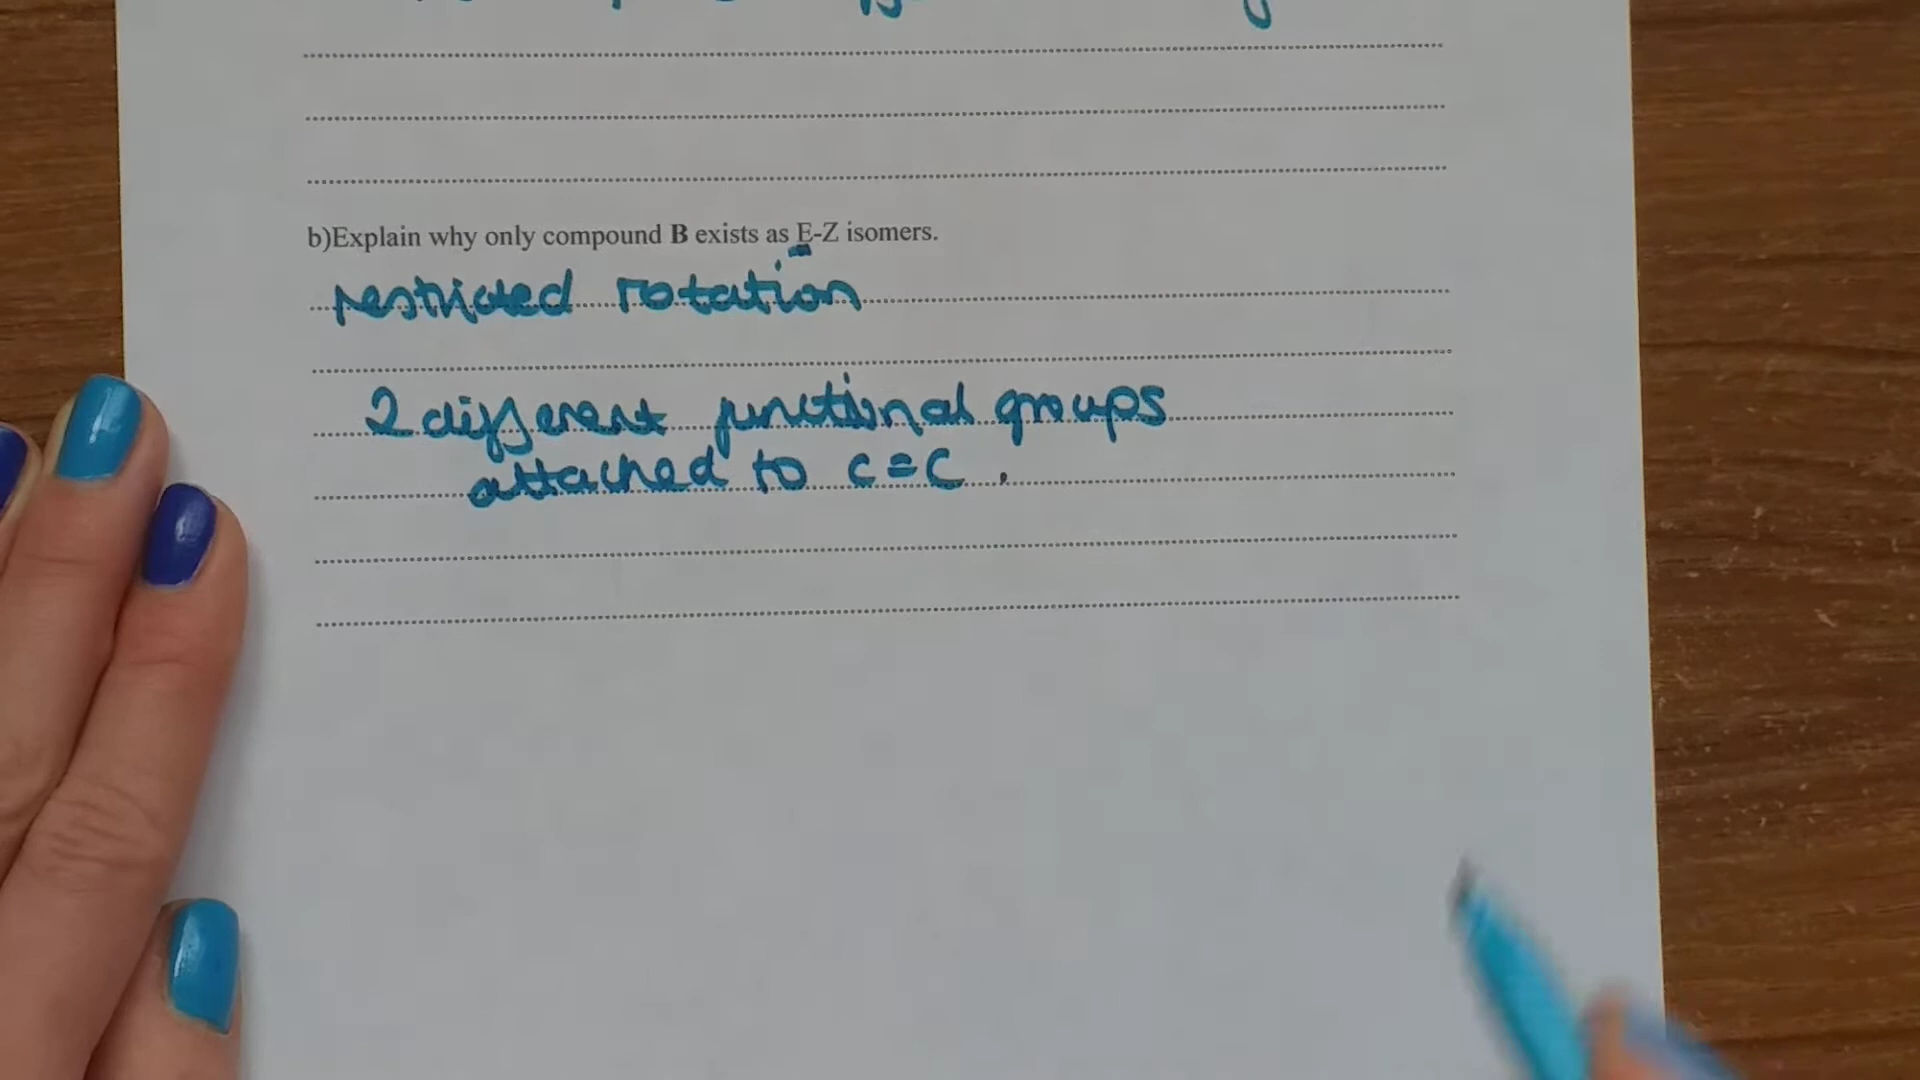 b)Explain why only compound B exists as E-Z isomers.
restricted rotation
2 different functional groups
attached to C=C.